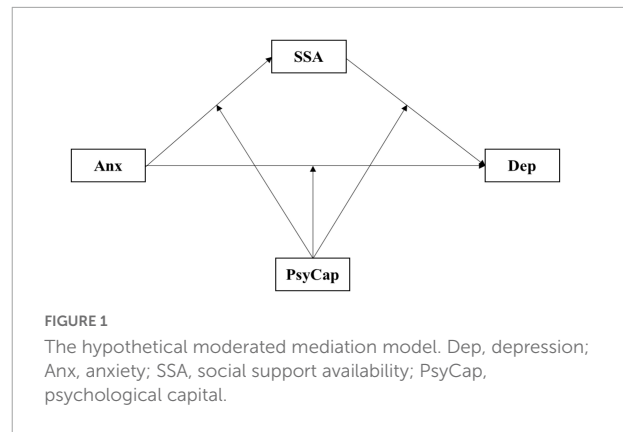 SSA
Anx
Dep
PsyCap
FIGURE 1
The hypothetical moderated mediation model. Dep, depression;
Anx, anxiety; SSA, social support availability; PsyCap,
psychological capital.